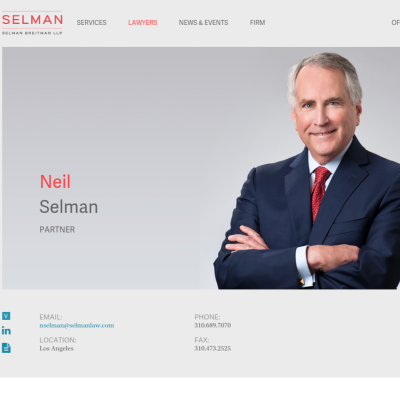 SELMAN
SELMAN BREITMAN LLP
SERVICES
LAWYERS
NEWS & EVENTS
FIRM
OF
Neil
Selman
PARTNER
EMAIL:
nselman@selmanlaw.com
PHONE:
310.689.7070
LOCATION:
Los Angeles
FAX:
310.473.2525
V
in